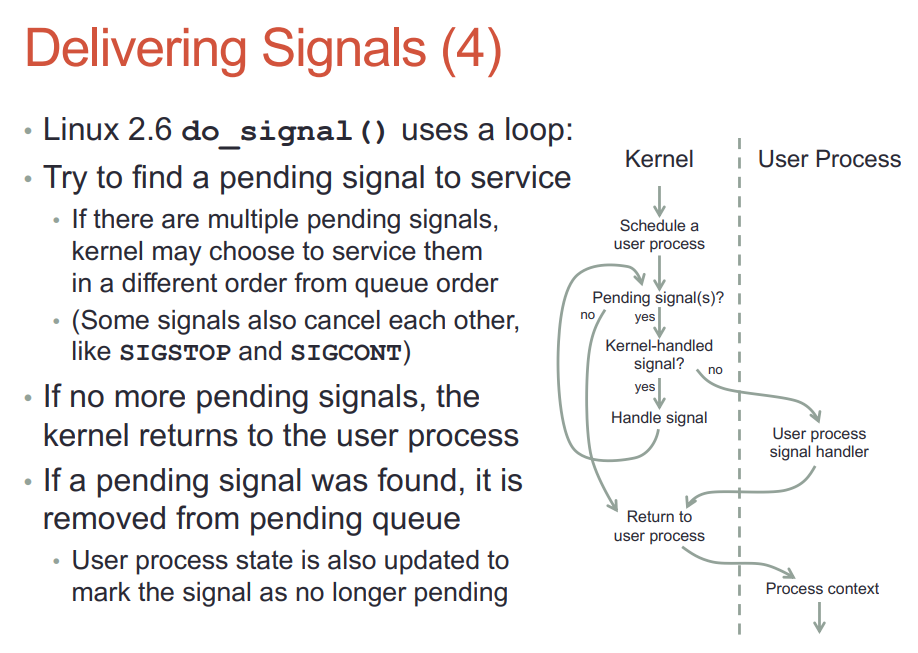 Delivering Signals (4)
• Linux 2.6 do_signal() uses a loop:
• Try to find a pending signal to service
• If there are multiple pending signals,
kernel may choose to service them
in a different order from queue order
• (Some signals also cancel each other,
like SIGSTOP and SIGCONT)
• If no more pending signals, the
kernel returns to the user process
• If a pending signal was found, it is
removed from pending queue
• User process state is also updated to
mark the signal as no longer pending
Kernel
User Process
Schedule a
user process
Pending signal(s)?
no
yes
Kernel-handled
signal?
no
yes
Handle signal
User process
signal handler
Return to
user process
Process context